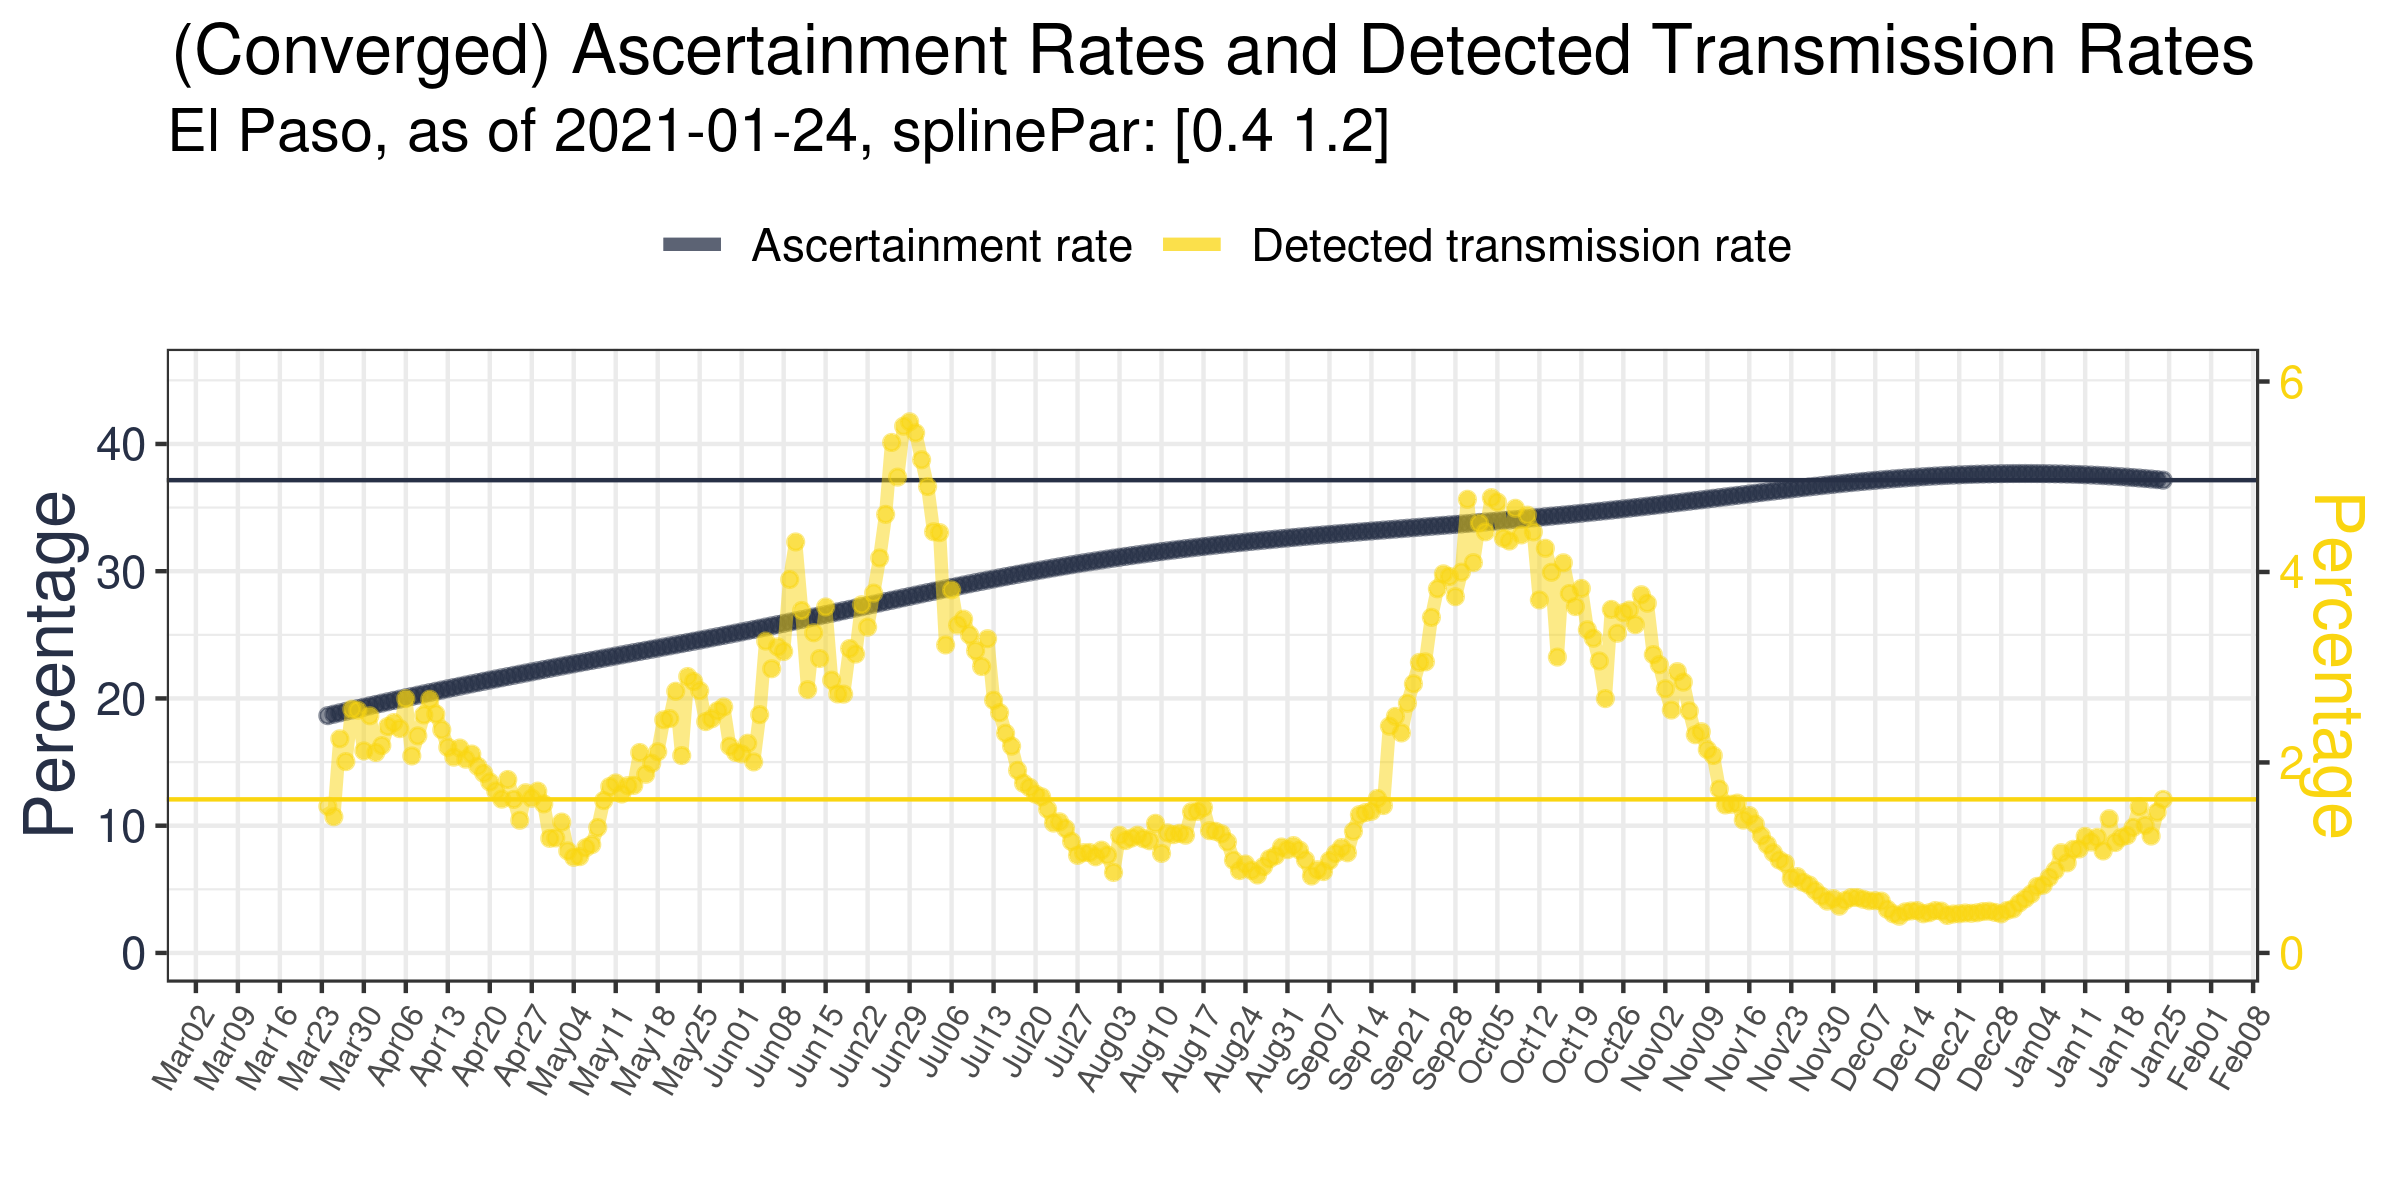 (Converged) Ascertainment Rates and Detected Transmission Rates
El Paso, as of 2021-01-24, splinePar: [0.4 1.2]
Ascertainment rate Detected transmission rate
Percentage
40
30
20
10
0
6
4
2
0
Percentage
Mar02 Mar09 Mar16 Mar23 Mar30 Apr06 Apr13 Apr20 Apr27 May04 May11 May18 May25 Jun01 Jun08 Jun15 Jun22 Jun29 Jul06 Jul13 Jul20 Jul27 Aug03 Aug10 Aug17 Aug24 Aug31 Sep07 Sep14 Sep21 Sep28 Oct05 Oct12 Oct19 Oct26 Nov02 Nov09 Nov16 Nov23 Nov30 Dec07 Dec14 Dec21 Dec28 Jan04 Jan11 Jan18 Jan25 Feb01 Feb08